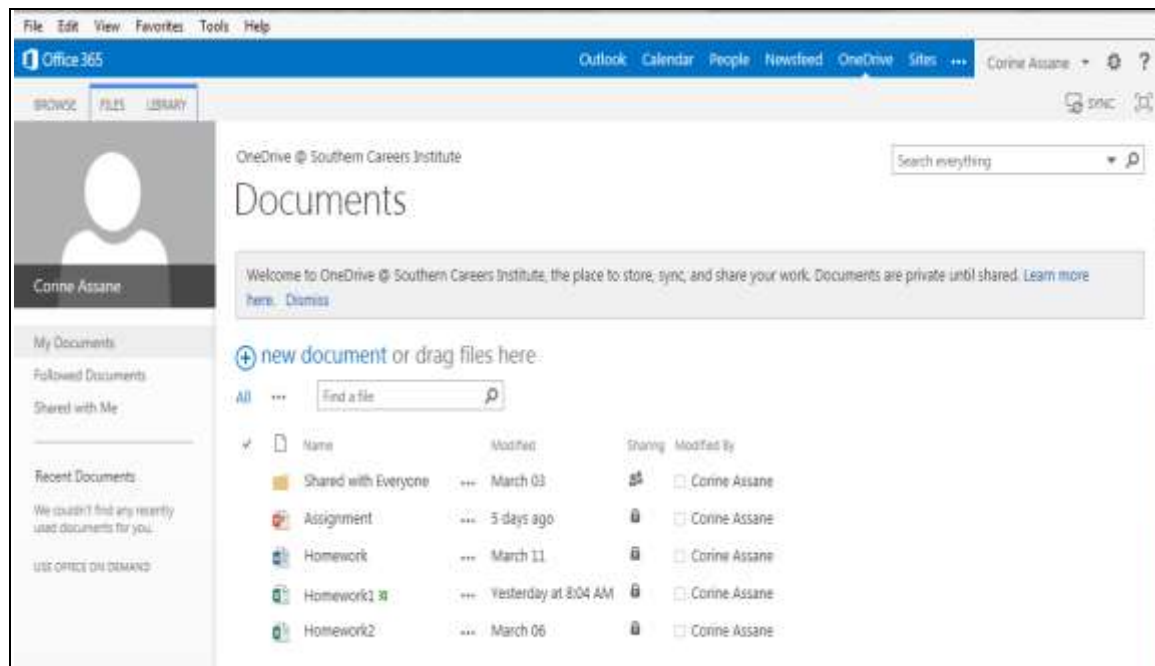 File Edit View Favorites Tools Help
Office 365 Outlook Calendar People Newsfeed OneDrive Sites ••• Corine Assane ?
BROWSE FILES LIBRARY SYNC
OneDrive @ Southern Careers Institute
Search everything
Documents
Corine Assane
Welcome to OneDrive @ Southern Careers Institute, the place to store, sync, and share your work. Documents are private until shared. Learn more
here. Dismiss
My Documents
Followed Documents
Shared with Me
new document or drag files here
All ••• Find a file
Name Modified Sharing Modified By
Shared with Everyone ••• March 03 Corine Assane
Assignment ••• 5 days ago Corine Assane
Homework ••• March 11 Corine Assane
Homework1 ••• Yesterday at 8:04 AM Corine Assane
Homework2 ••• March 06 Corine Assane
Recent Documents
We couldn't find any recently
used documents for you.
USE OFFICE ON DEMAND